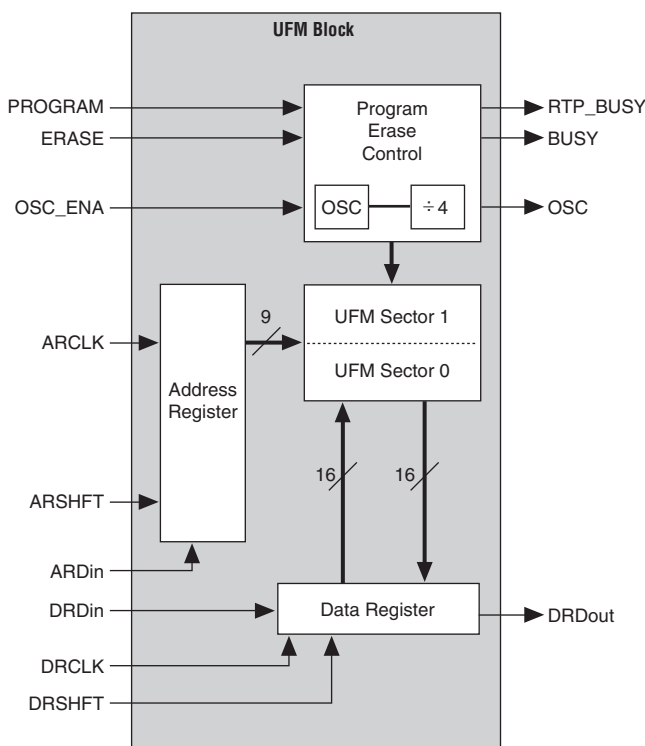 UFM Block
PROGRAM
ERASE
OSC_ENA
Program
Erase
Control
OSC
÷ 4
RTP_BUSY
BUSY
OSC
ARCLK
ARSHFT
ARDin
Address
Register
9
UFM Sector 1
UFM Sector 0
16
16
DRDin
DRCLK
DRSHFT
Data Register
DRDout